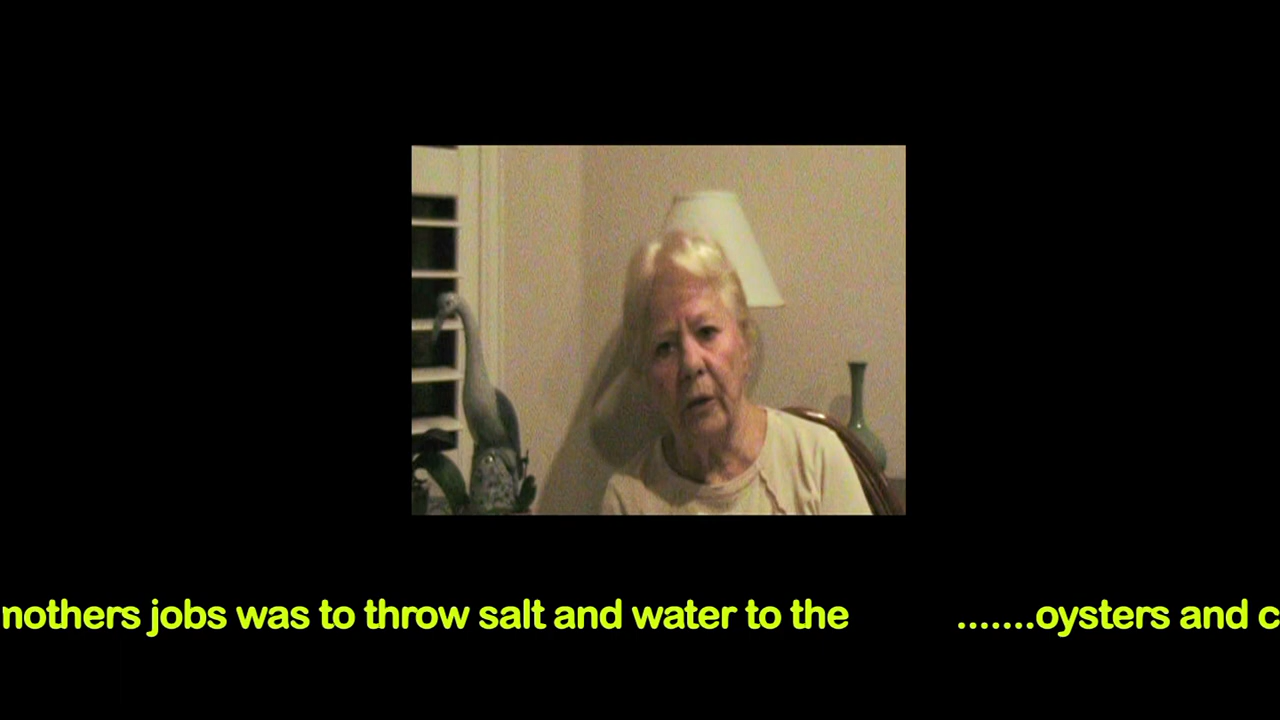 nothers jobs was to throw salt and water to the .......oysters and c